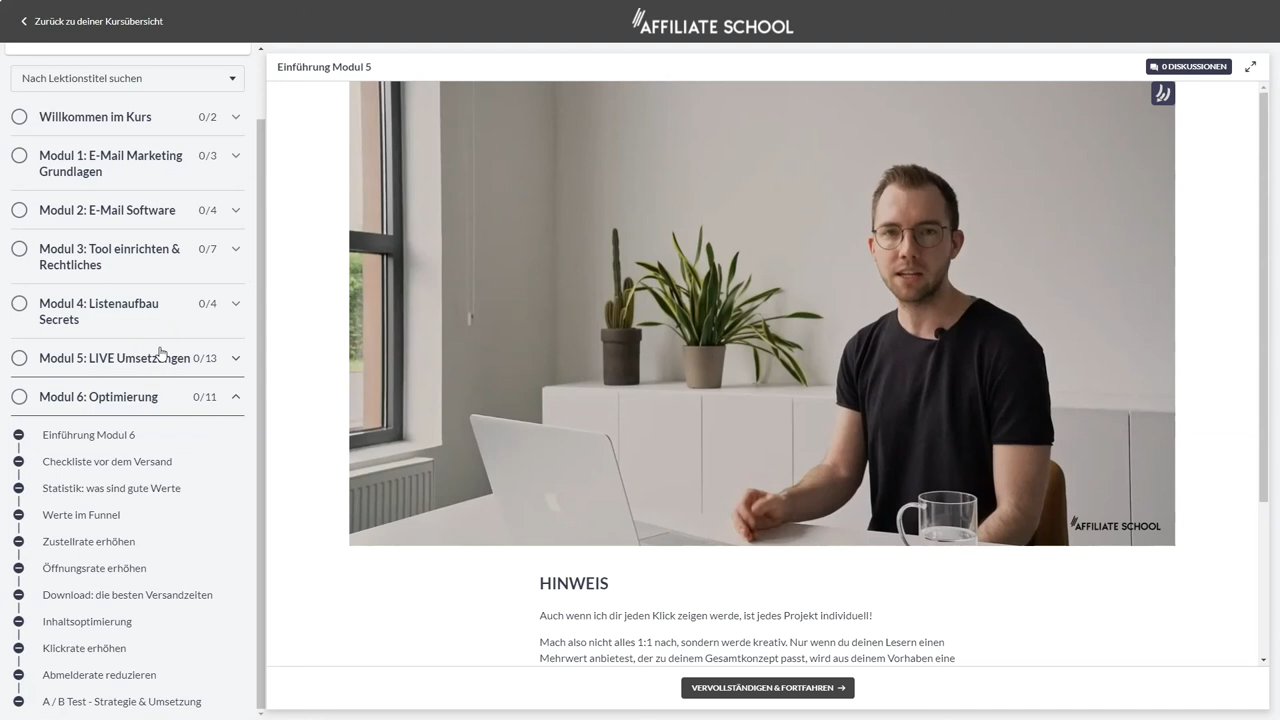 Zurück zu deiner Kursübersicht
AFFILIATE SCHOOL
Nach Lektionstitel suchen
Willkommen im Kurs 0/2
Modul 1: E-Mail Marketing 0/3
Grundlagen
Modul 2: E-Mail Software 0/4
Modul 3: Tool einrichten & 0/7
Rechtliches
Modul 4: Listenaufbau 0/4
Secrets
Modul 5: LIVE Umsetzungen 0/13
Modul 6: Optimierung 0/11
Einführung Modul 6
Checkliste vor dem Versand
Statistik: was sind gute Werte
Werte im Funnel
Zustellrate erhöhen
Öffnungsrate erhöhen
Download: die besten Versandzeiten
Inhaltsoptimierung
Klickrate erhöhen
Abmelderate reduzieren
A / B Test - Strategie & Umsetzung
Einführung Modul 5
0 DISKUSSIONEN
AFFILIATE SCHOOL
HINWEIS
Auch wenn ich dir jeden Klick zeigen werde, ist jedes Projekt individuell!
Mach also nicht alles 1:1 nach, sondern werde kreativ. Nur wenn du deinen Lesern einen
Mehrwert anbietest, der zu deinem Gesamtkonzept passt, wird aus deinem Vorhaben eine
VERVOLLSTÄNDIGEN & FORTFAHREN